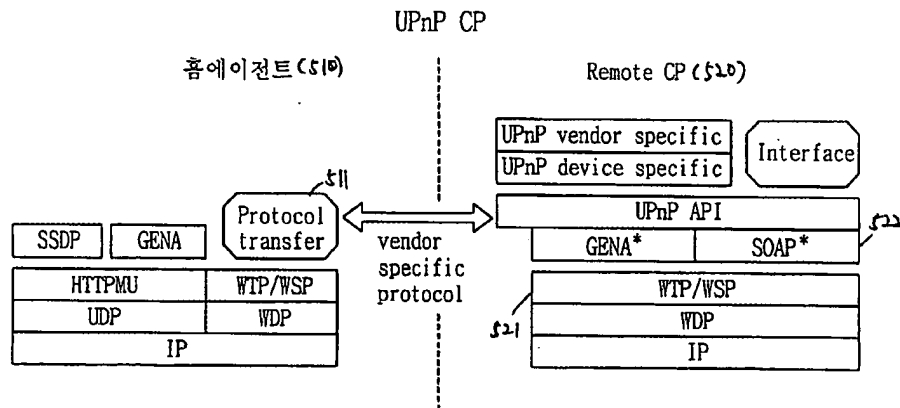 UPnP CP
홈에이전트(510)
Remote CP(520)
UPnP vendor specific
UPnP device specific
Interface
511
Protocol
transfer
UPnP API
522
SSDP
GENA
vendor
specific
protocol
GENA*
SOAP*
HTTPMU
WTP/WSP
521
WTP/WSP
UDP
WDP
WDP
IP
IP